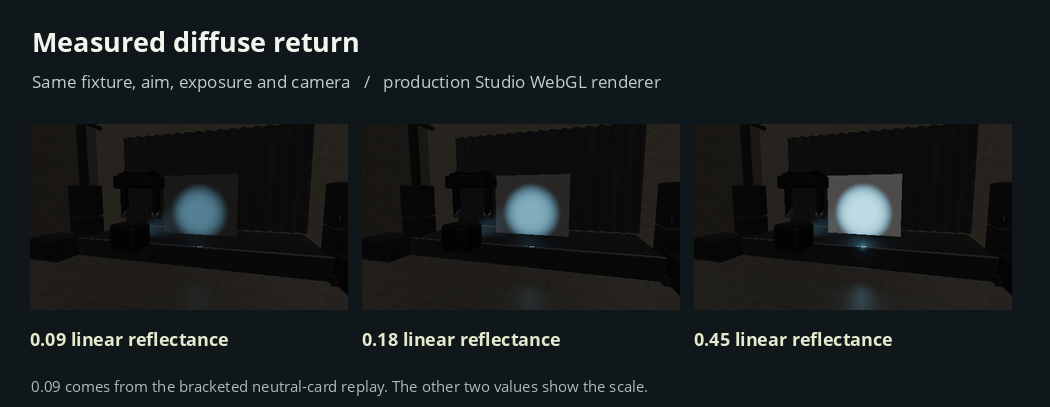 Measured diffuse return
Same fixture, aim, exposure and camera / production Studio WebGL renderer
0.09 linear reflectance
0.18 linear reflectance
0.45 linear reflectance
0.09 comes from the bracketed neutral-card replay. The other two values show the scale.